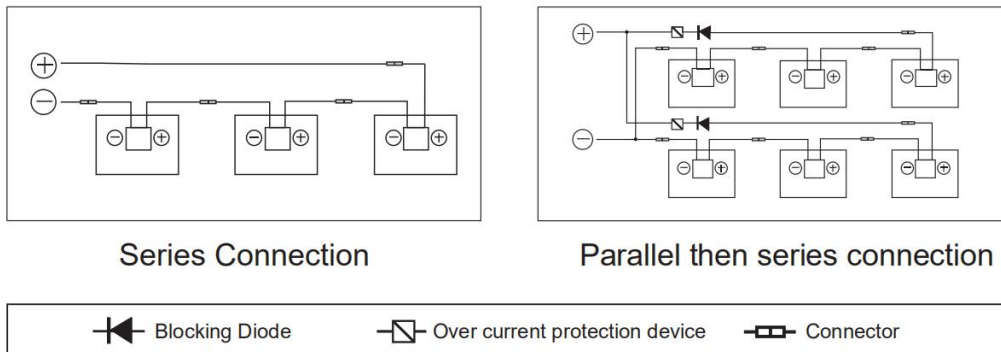 Series Connection
Parallel then series connection
Blocking Diode
Over current protection device
Connector